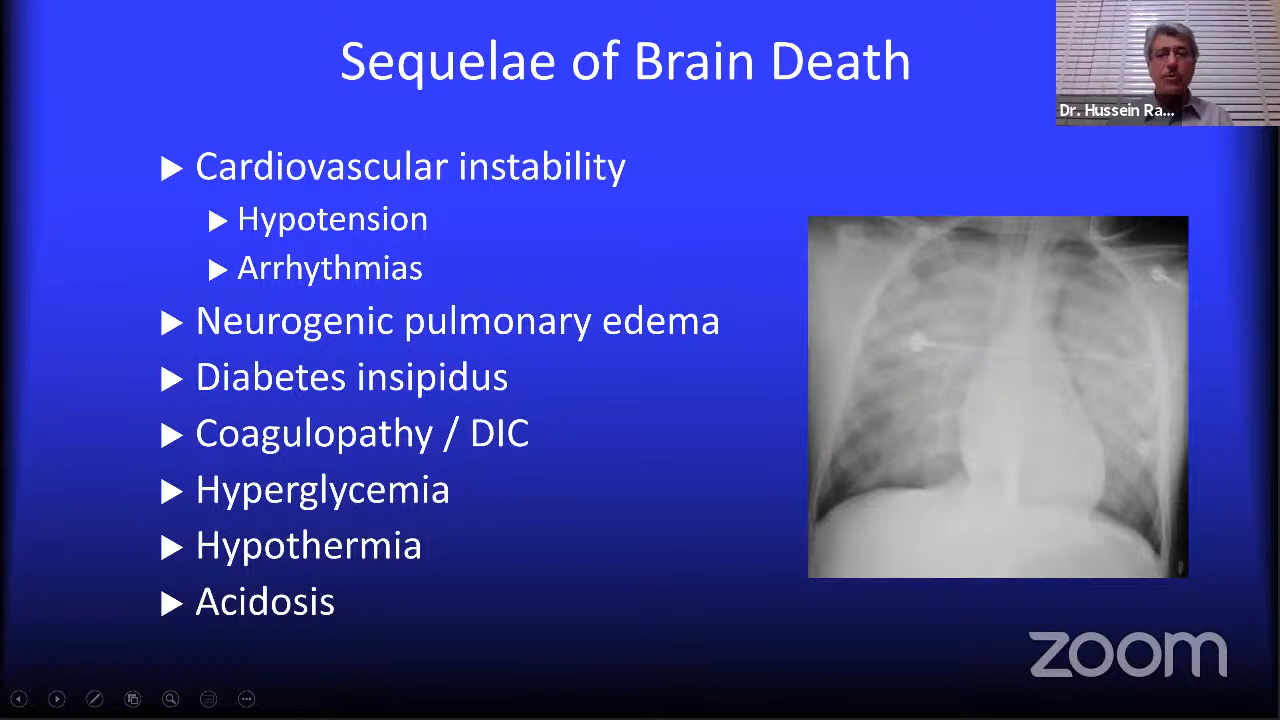 Sequelae of Brain Death
Dr. Hussein Ra...
Cardiovascular instability
Hypotension
Arrhythmias
Neurogenic pulmonary edema
Diabetes insipidus
Coagulopathy / DIC
Hyperglycemia
Hypothermia
Acidosis
zoom